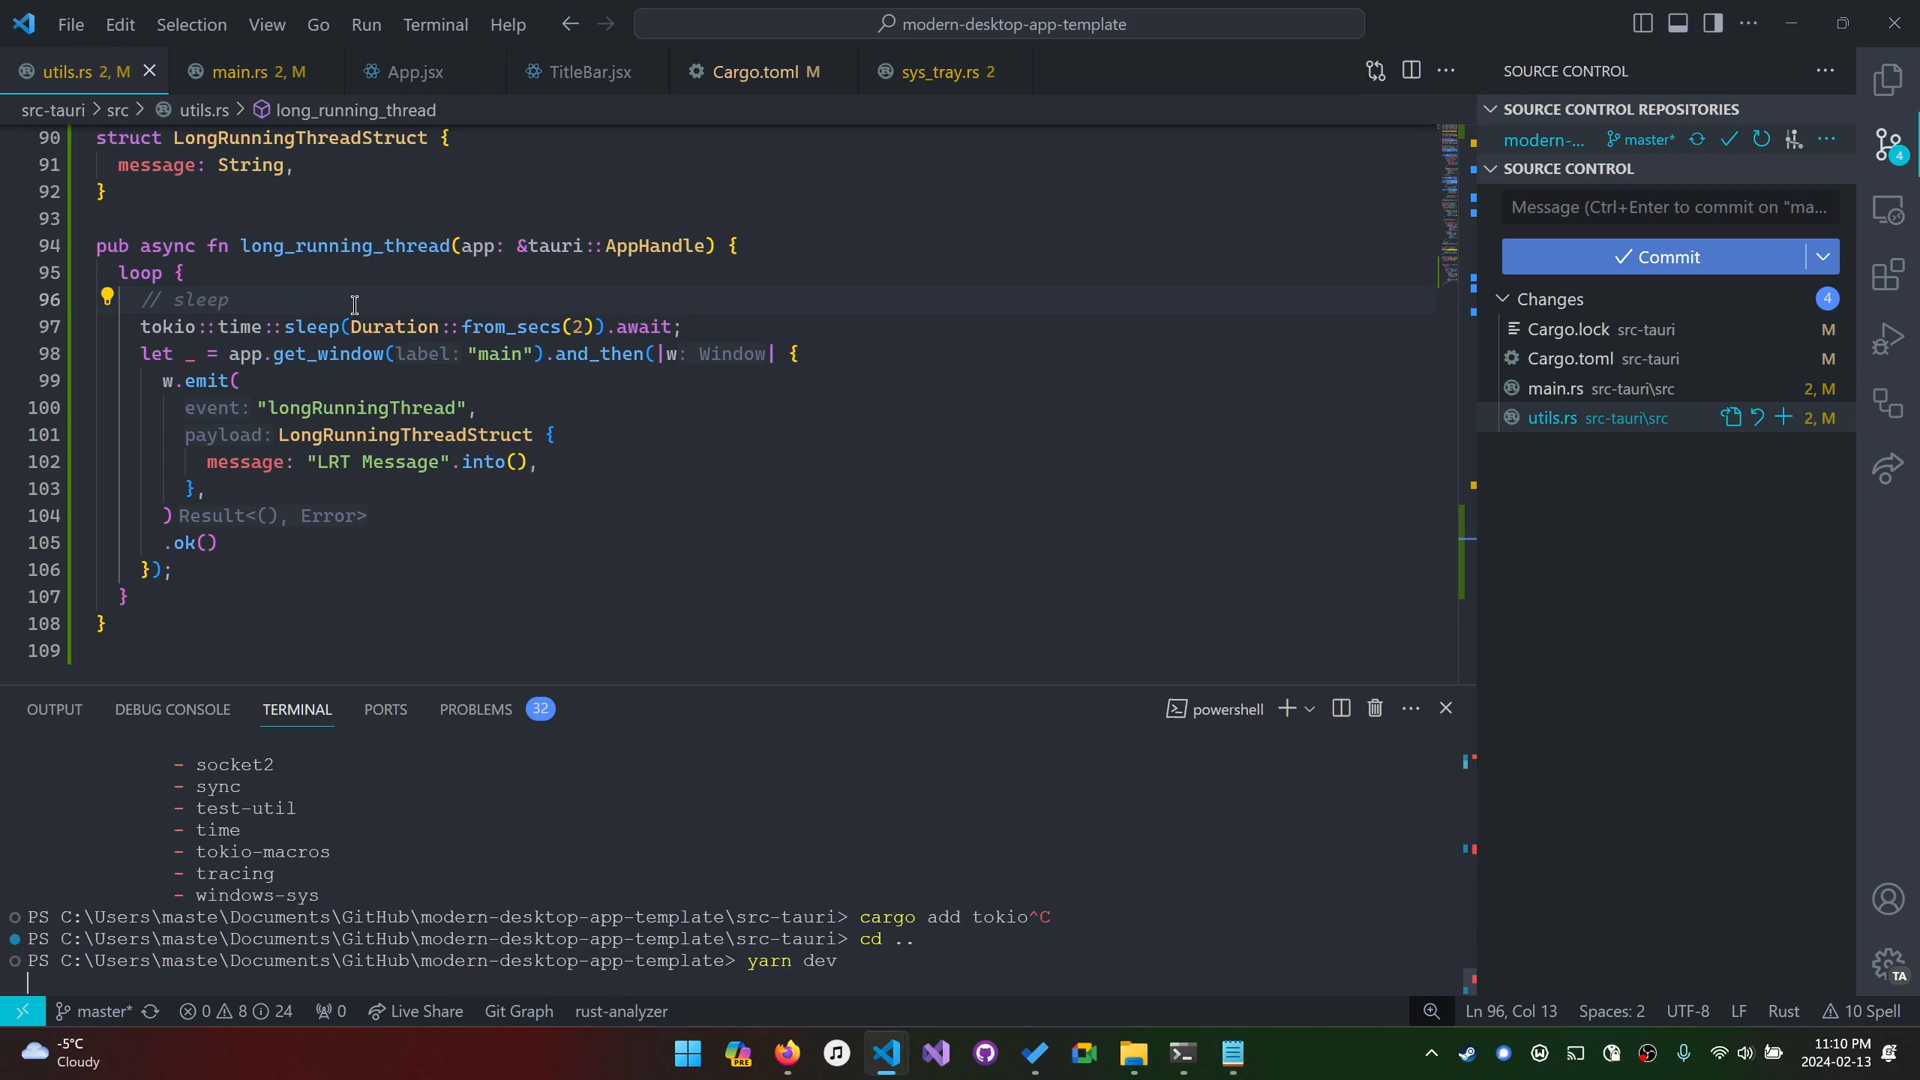 File Edit Selection View Go Run Terminal Help
modern-desktop-app-template
utils.rs 2, M
main.rs 2, M
App.jsx
TitleBar.jsx
Cargo.toml M
sys_tray.rs 2
src-tauri > src > utils.rs > long_running_thread
90 struct LongRunningThreadStruct {
91 message: String,
92 }
93
94 pub async fn long_running_thread(app: &tauri::AppHandle) {
95 loop {
96 // sleep
97 tokio::time::sleep(Duration::from_secs(2)).await;
98 let _ = app.get_window(label: "main").and_then(|w: Window| {
99 w.emit(
100 event: "longRunningThread",
101 payload: LongRunningThreadStruct {
102 message: "LRT Message".into(),
103 },
104 ) Result<(), Error>
105 .ok()
106 });
107 }
108 }
109
OUTPUT DEBUG CONSOLE TERMINAL PORTS PROBLEMS 32
powershell
- socket2
- sync
- test-util
- time
- tokio-macros
- tracing
- windows-sys
PS C:\Users\maste\Documents\GitHub\modern-desktop-app-template\src-tauri> cargo add tokio^C
PS C:\Users\maste\Documents\GitHub\modern-desktop-app-template\src-tauri> cd ..
PS C:\Users\maste\Documents\GitHub\modern-desktop-app-template> yarn dev
SOURCE CONTROL
SOURCE CONTROL REPOSITORIES
modern-... master*
SOURCE CONTROL
Message (Ctrl+Enter to commit on "ma...
Commit
Changes 4
Cargo.lock src-tauri M
Cargo.toml src-tauri M
main.rs src-tauri\src 2, M
utils.rs src-tauri\src 2, M
4
TA
master* 0 8 24 0 Live Share Git Graph rust-analyzer
Ln 96, Col 13 Spaces: 2 UTF-8 LF Rust 10 Spell
-5°C
Cloudy
PRE
11:10 PM
2024-02-13